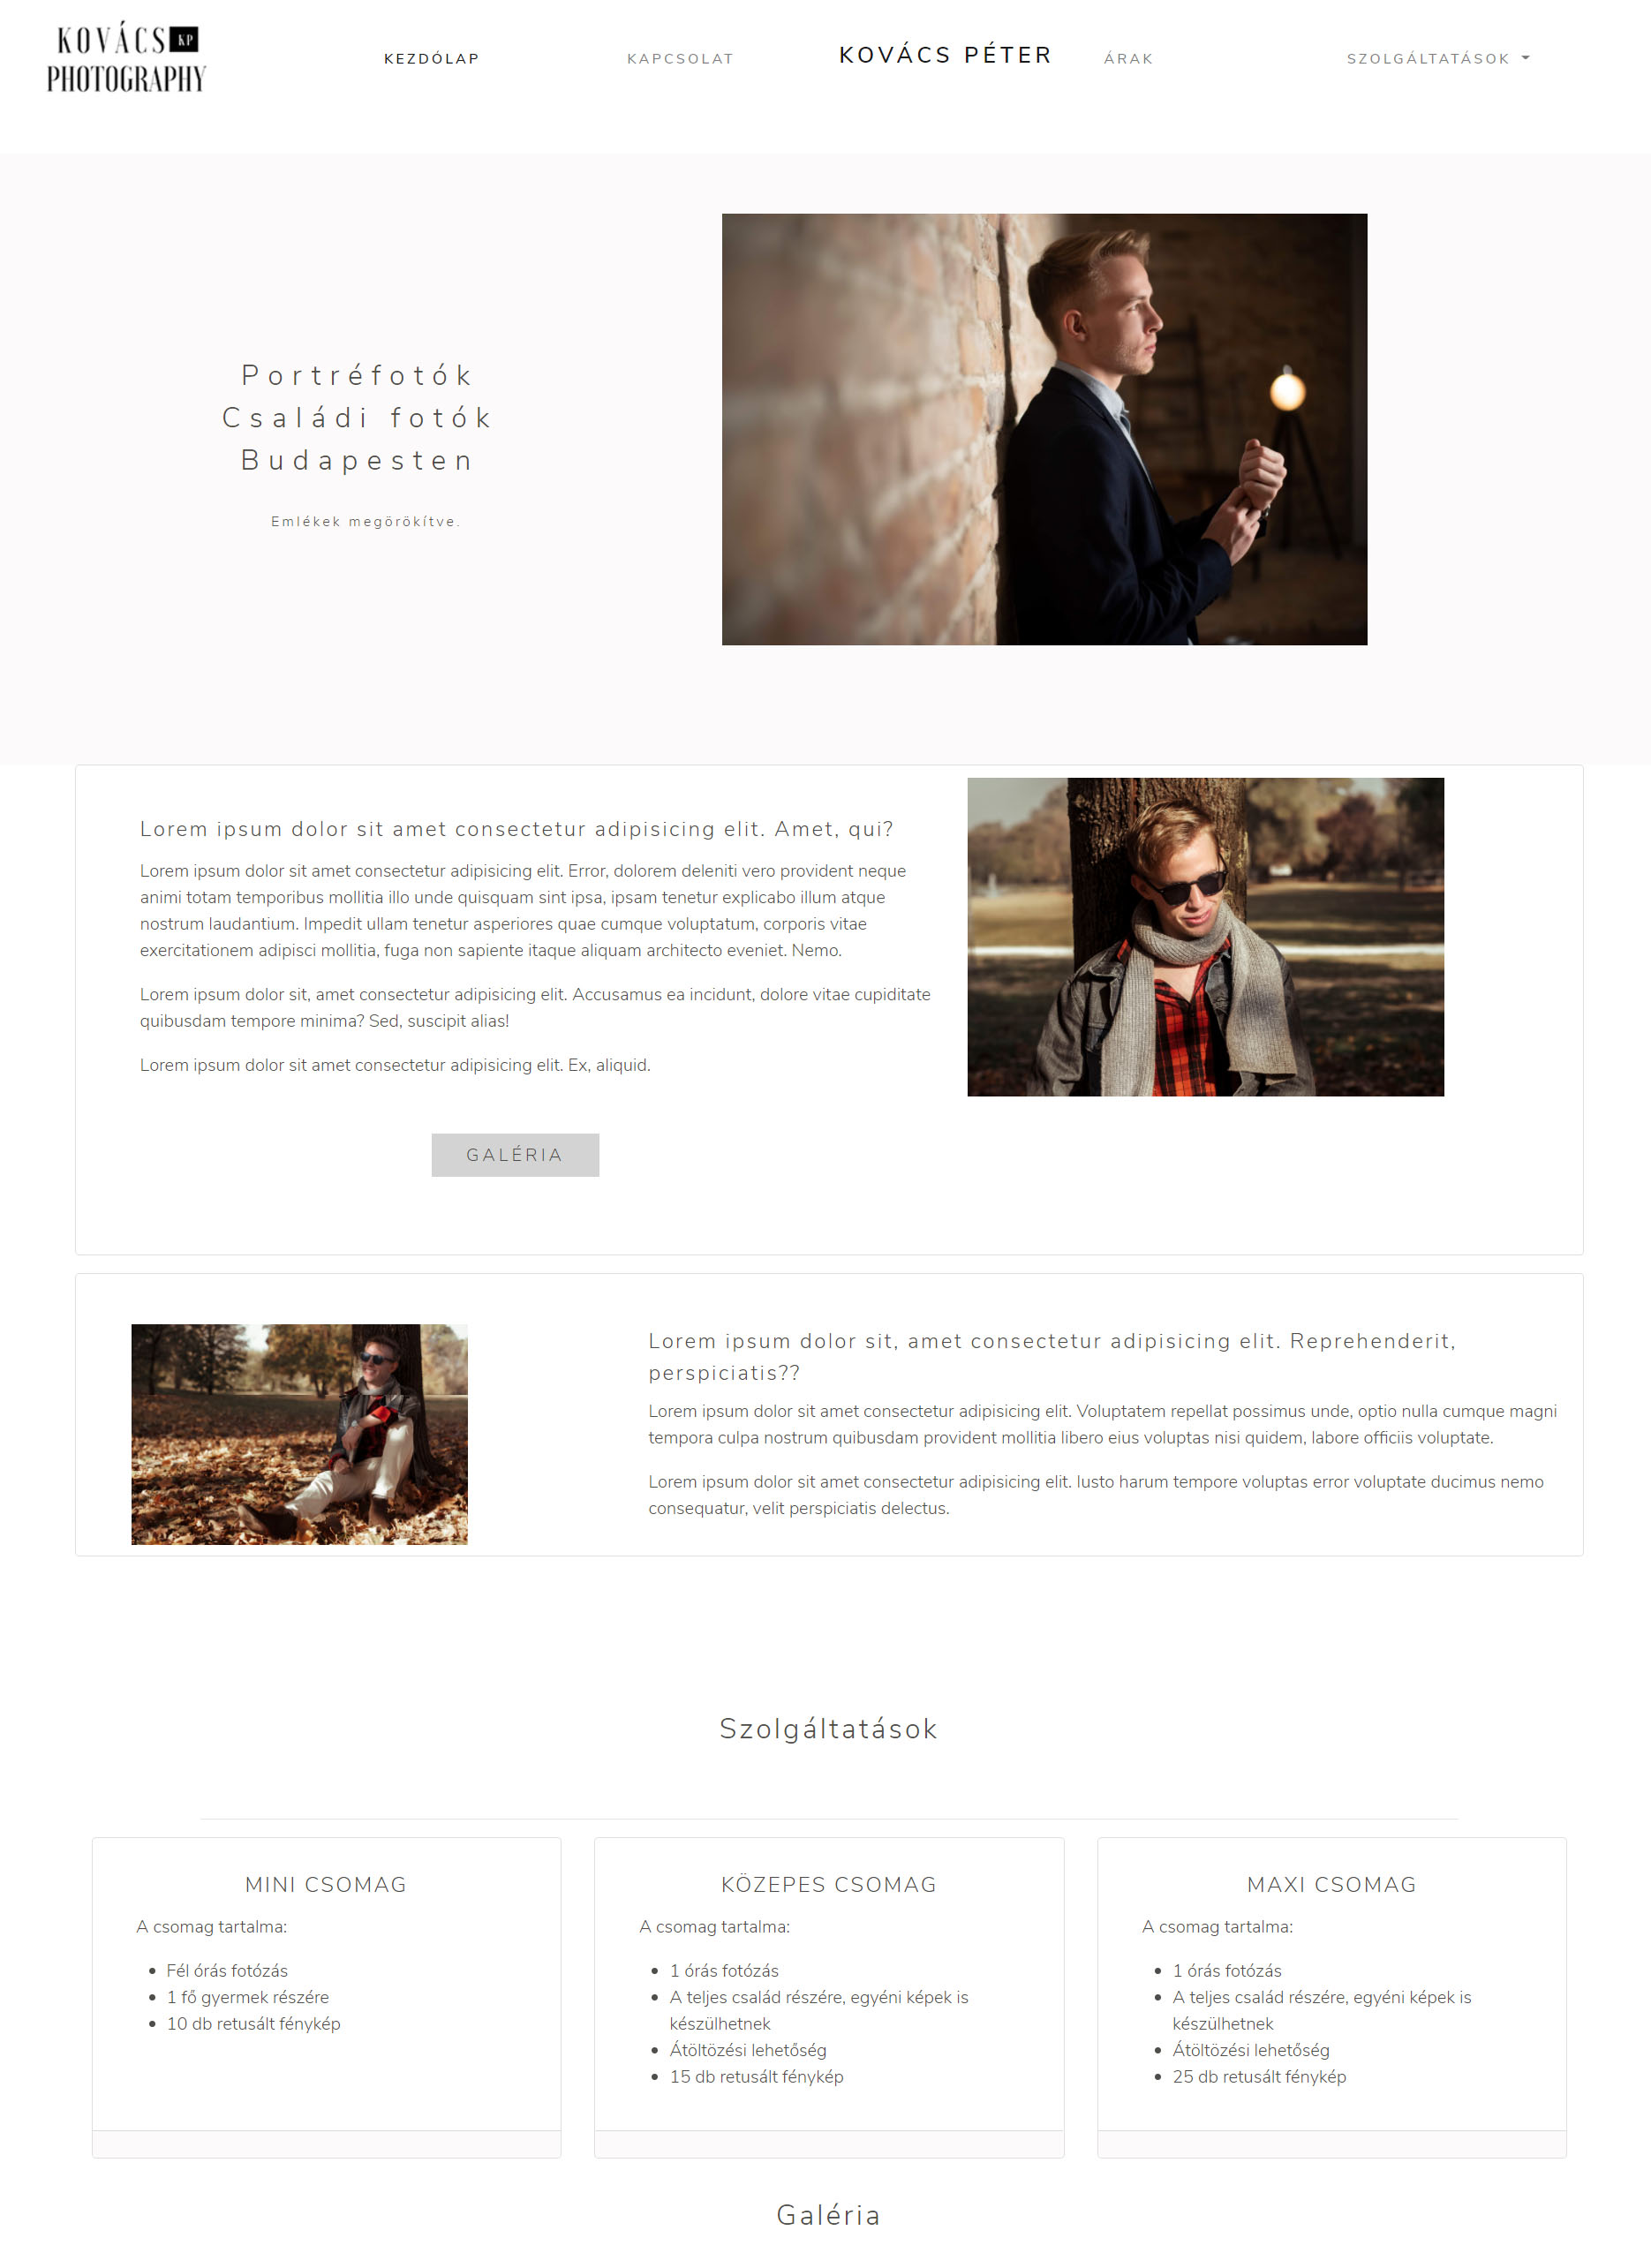 KOVÁCS KP
PHOTOGRAPHY
KEZDŐLAP
KAPCSOLAT
KOVÁCS PÉTER
ÁRAK
SZOLGÁLTATÁSOK
Portréfotók
Családi fotók
Budapesten
Emlékek megörökítve.
Lorem ipsum dolor sit amet consectetur adipisicing elit. Amet, qui?
Lorem ipsum dolor sit amet consectetur adipisicing elit. Error, dolorem deleniti vero provident neque
animi totam temporibus mollitia illo unde quisquam sint ipsa, ipsam tenetur explicabo illum atque
nostrum laudantium. Impedit ullam tenetur asperiores quae cumque voluptatum, corporis vitae
exercitationem adipisci mollitia, fuga non sapiente itaque aliquam architecto eveniet. Nemo.
Lorem ipsum dolor sit, amet consectetur adipisicing elit. Accusamus ea incidunt, dolore vitae cupiditate
quibusdam tempore minima? Sed, suscipit alias!
Lorem ipsum dolor sit amet consectetur adipisicing elit. Ex, aliquid.
GALÉRIA
Lorem ipsum dolor sit, amet consectetur adipisicing elit. Reprehenderit,
perspiciatis??
Lorem ipsum dolor sit amet consectetur adipisicing elit. Voluptatem repellat possimus unde, optio nulla cumque magni
tempora culpa nostrum quibusdam provident mollitia libero eius voluptas nisi quidem, labore officiis voluptate.
Lorem ipsum dolor sit amet consectetur adipisicing elit. Iusto harum tempore voluptas error voluptate ducimus nemo
consequatur, velit perspiciatis delectus.
Szolgáltatások
MINI CSOMAG
A csomag tartalma:
Fél órás fotózás
1 fő gyermek részére
10 db retusált fénykép
KÖZEPES CSOMAG
A csomag tartalma:
1 órás fotózás
A teljes család részére, egyéni képek is
készülhetnek
Átöltözési lehetőség
15 db retusált fénykép
MAXI CSOMAG
A csomag tartalma:
1 órás fotózás
A teljes család részére, egyéni képek is
készülhetnek
Átöltözési lehetőség
25 db retusált fénykép
Galéria